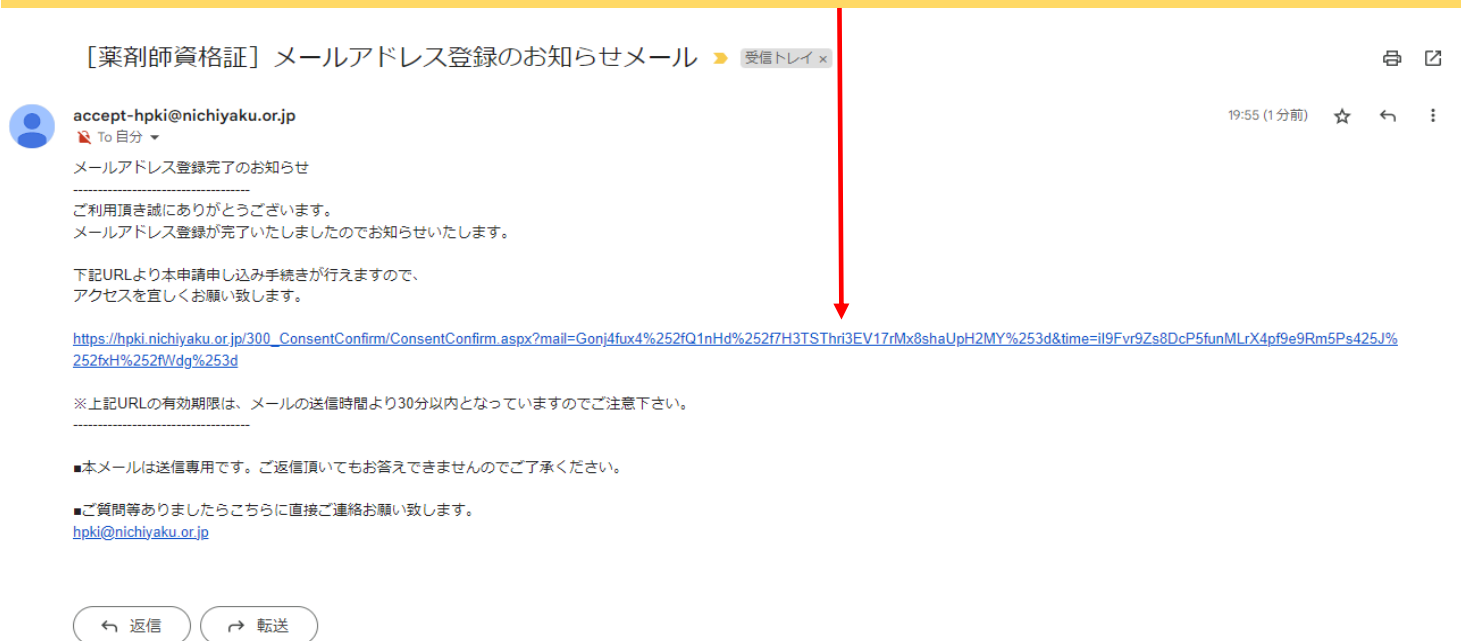 ［薬剤師資格証］メールアドレス登録のお知らせメール 受信トレイ ×
accept-hpki@nichiyaku.or.jp 19:55 (1 分前)
To 自分
メールアドレス登録完了のお知らせ
------------------------------------
ご利用頂き誠にありがとうございます。
メールアドレス登録が完了いたしましたのでお知らせいたします。
下記URLより本申請申し込み手続きが行えますので、
アクセスを宜しくお願い致します。
https://hpki.nichiyaku.or.jp/300_ConsentConfirm/ConsentConfirm.aspx?mail=Gonj4fux4%252fQ1nHd%252f7H3TSThri3EV17rMx8shaUpH2MY%253d&time=iI9Fvr9Zs8DcP5funMLrX4pf9e9Rm5Ps425J%
252fxH%252fWdg%253d
※上記URLの有効期限は、メールの送信時間より30分以内となっていますのでご注意下さい。
------------------------------------
■本メールは送信専用です。ご返信頂いてもお答えできませんのでご了承ください。
■ご質問等ありましたらこちらに直接ご連絡お願い致します。
hpki@nichiyaku.or.jp
返信 転送